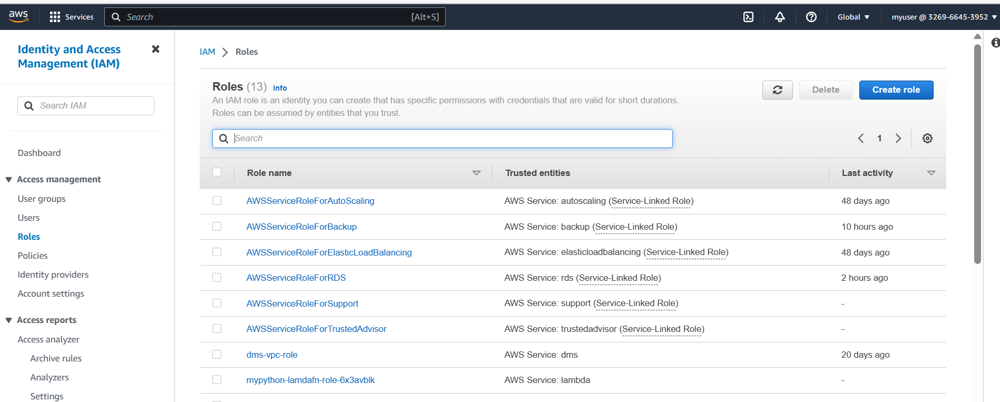 aws
Services
Search
[Alt+S]
Global
myuser @ 3269-6645-3952
Identity and Access
Management (IAM)
Search IAM
Dashboard
Access management
User groups
Users
Roles
Policies
Identity providers
Account settings
Access reports
Access analyzer
Archive rules
Analyzers
Settings
IAM > Roles
Roles (13) Info
An IAM role is an identity you can create that has specific permissions with credentials that are valid for short durations.
Roles can be assumed by entities that you trust.
Delete
Create role
Search
1
Role name Trusted entities Last activity
AWSServiceRoleForAutoScaling AWS Service: autoscaling (Service-Linked Role) 48 days ago
AWSServiceRoleForBackup AWS Service: backup (Service-Linked Role) 10 hours ago
AWSServiceRoleForElasticLoadBalancing AWS Service: elasticloadbalancing (Service-Linked Role) 48 days ago
AWSServiceRoleForRDS AWS Service: rds (Service-Linked Role) 2 hours ago
AWSServiceRoleForSupport AWS Service: support (Service-Linked Role) -
AWSServiceRoleForTrustedAdvisor AWS Service: trustedadvisor (Service-Linked Role) -
dms-vpc-role AWS Service: dms 20 days ago
mypython-lamdafn-role-6x3avblk AWS Service: lambda -